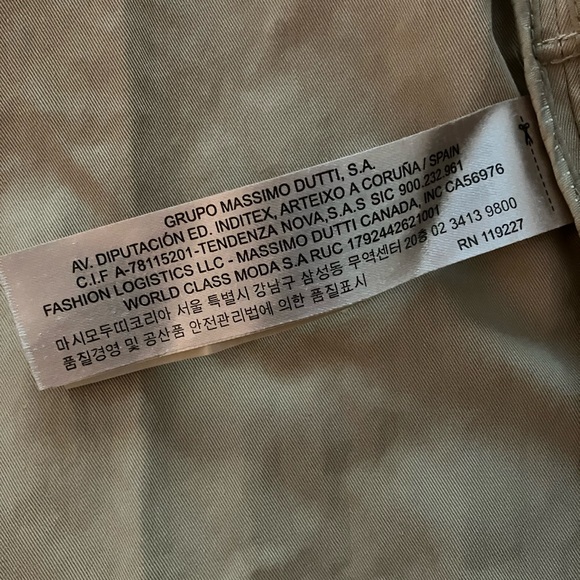 GRUPO MASSIMO DUTTI, S.A.
AV. DIPUTACIÓN ED. INDITEX, ARTEIXO A CORUÑA / SPAIN
C.I.F A-78115201-TENDENZA NOVA,S.A.S SIC 900.232.961
FASHION LOGISTICS LLC - MASSIMO DUTTI CANADA, INC CA56976
WORLD CLASS MODA S.A RUC 1792442621001
마시모두띠코리아 서울 특별시 강남구 삼성동 무역센터 20층 02 3413 9800
품질경영 및 공산품 안전관리법에 의한 품질표시
RN 119227